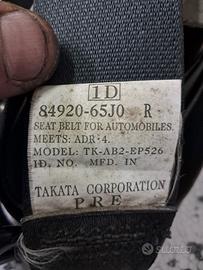 1D
84920-65J0 R
SEAT BELT FOR AUTOMOBILES.
MEETS: ADR:4.
MODEL: TK-AB2-EP526
ID. NO. MFD. IN
TAKATA CORPORATION
PRE
subito